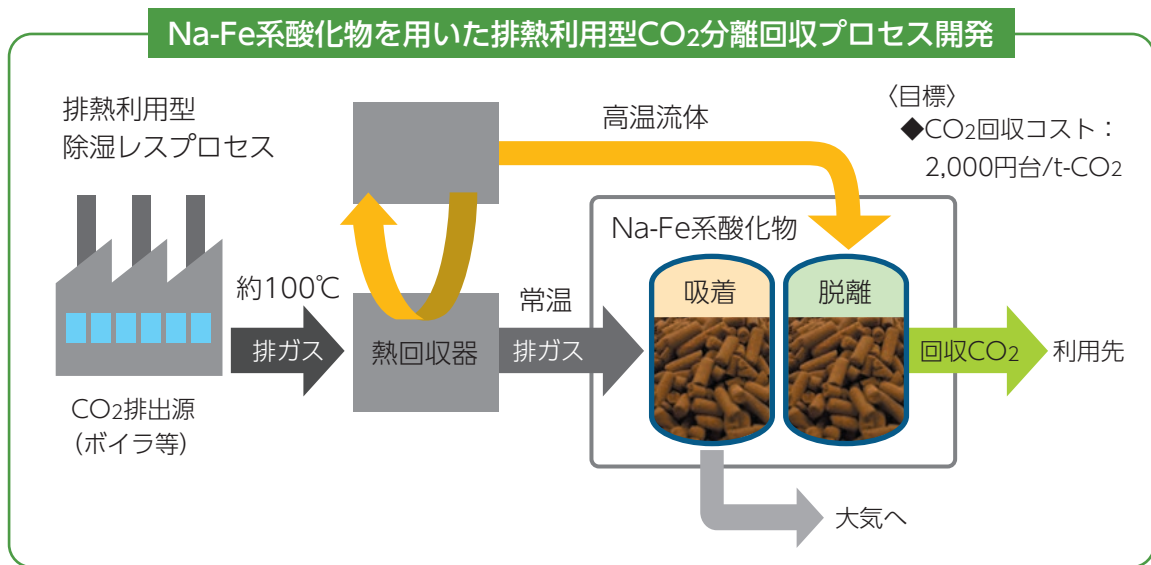 Na-Fe系酸化物を用いた排熱利用型CO2分離回収プロセス開発
排熱利用型
除湿レスプロセス
高温流体
〈目標〉
◆CO2回収コスト：
2,000円台/t-CO2
Na-Fe系酸化物
約100℃
常温
吸着
脱離
排ガス
熱回収器
排ガス
回収CO2
利用先
CO2排出源
（ボイラ等）
大気へ